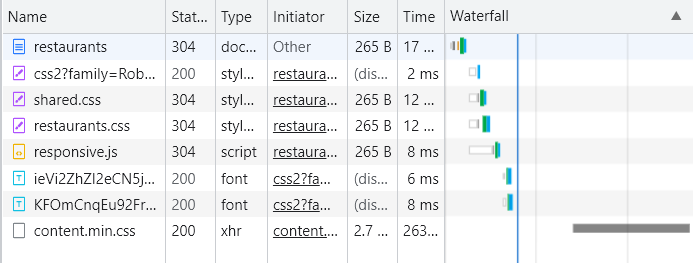 Name Stat... Type Initiator Size Time Waterfall
restaurants 304 doc... Other 265 B 17 ...
css2?family=Rob... 200 styl... restaura... (dis... 2 ms
shared.css 304 styl... restaura... 265 B 12 ...
restaurants.css 304 styl... restaura... 265 B 12 ...
responsive.js 304 script restaura... 265 B 8 ms
ieVi2ZhZI2eCN5j... 200 font css2?fa... (dis... 6 ms
KFOmCnqEu92Fr... 200 font css2?fa... (dis... 8 ms
content.min.css 200 xhr content.... 2.7 ... 263...